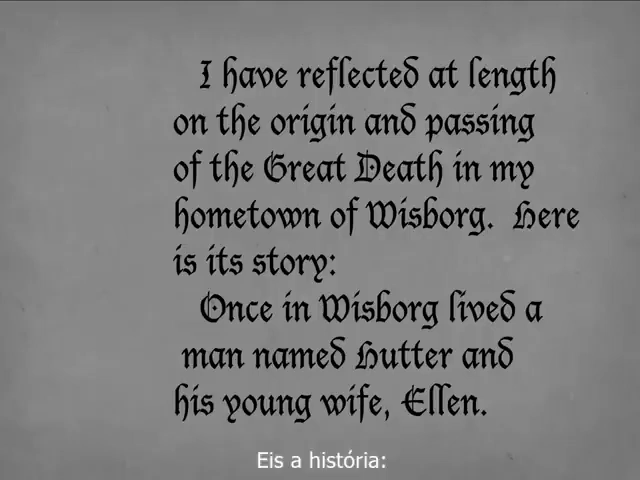 I have reflected at length
on the origin and passing
of the Great Death in my
hometown of Wisborg. Here
is its story:
Once in Wisborg lived a
man named Hutter and
his young wife, Ellen.
Eis a história: